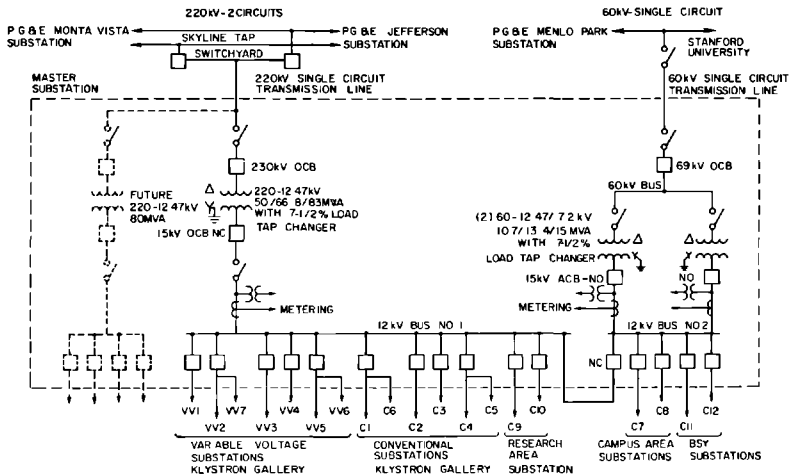 220kV-2CIRCUITS
60kV-SINGLE CIRCUIT
PG&E MONTA VISTA
SUBSTATION
SKYLINE TAP
SWITCHYARD
PG&E JEFFERSON
SUBSTATION
PG&E MENLO PARK
SUBSTATION
STANFORD
UNIVERSITY
MASTER
SUBSTATION
220kV SINGLE CIRCUIT
TRANSMISSION LINE
60kV SINGLE CIRCUIT
TRANSMISSION LINE
230kV OCB
69kV OCB
60kV BUS
FUTURE
220-12 47kV
80MVA
Δ
Y
220-12 47kV
50/66 8/83MVA
WITH 7-1/2% LOAD
TAP CHANGER
15kV OCB NC
(2) 60-12 47/7 2kV
10 7/13 4/15 MVA
WITH 7-1/2%
LOAD TAP CHANGER
Δ
Y
Δ
Y
15kV ACB-NO
NO
METERING
METERING
12kV BUS NO 1
12kV BUS NO 2
NC
VV1
VV7
VV4
VV6
C6
C3
C5
C10
C8
C12
VV2
VV3
VV5
C1
C2
C4
C9
C7
C11
VARIABLE VOLTAGE
SUBSTATIONS
KLYSTRON GALLERY
CONVENTIONAL
SUBSTATIONS
KLYSTRON GALLERY
RESEARCH
AREA
SUBSTATION
CAMPUS AREA
SUBSTATIONS
BSY
SUBSTATIONS